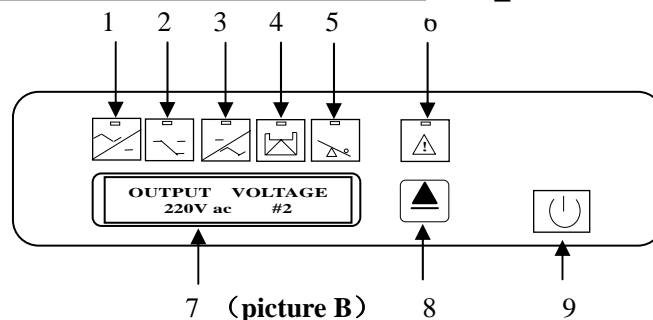 1 2 3 4 5 6
OUTPUT VOLTAGE
220V ac #2
7 （picture B） 8 9